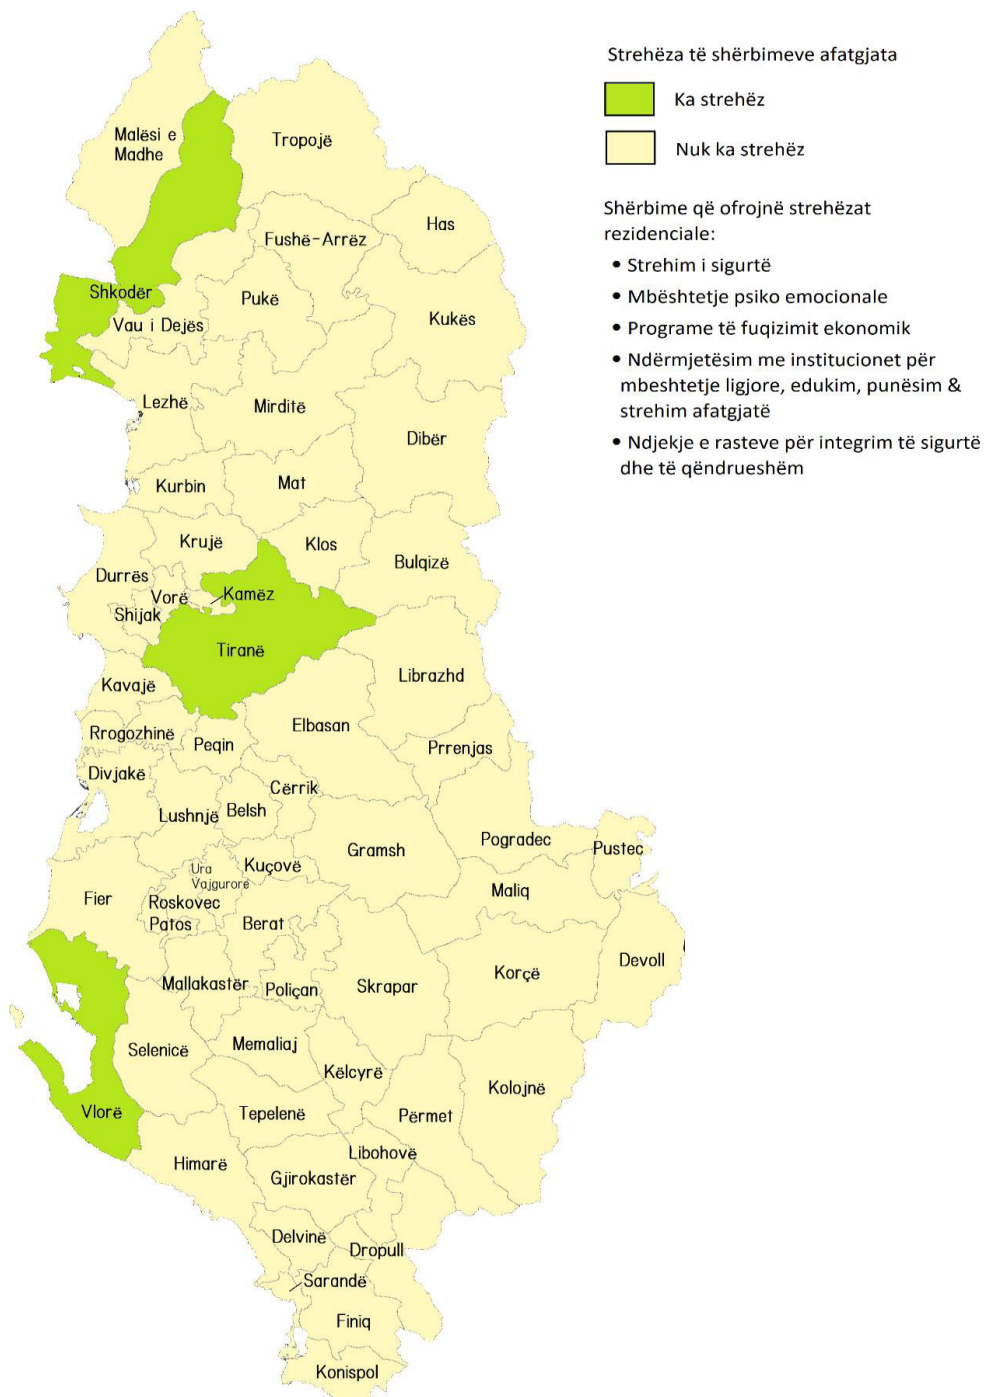 Strehëza të shërbimeve afatgjata
Ka strehëz
Nuk ka strehëz
Shërbime që ofrojnë strehëzat
rezidenciale:
• Strehim i sigurtë
• Mbështetje psiko emocionale
• Programe të fuqizimit ekonomik
• Ndërmjetësim me institucionet për
mbeshtetje ligjore, edukim, punësim &
strehim afatgjatë
• Ndjekje e rasteve për integrim të sigurtë
dhe të qëndrueshëm
Malësi e
Madhe
Tropojë
Has
Fushë-Arrëz
Shkodër
Pukë
Kukës
Vau i Dejës
Lezhë
Mirditë
Dibër
Kurbin
Mat
Krujë
Klos
Bulqizë
Durrës
Vorë
Kamëz
Shijak
Tiranë
Librazhd
Kavajë
Elbasan
Rrogozhinë
Peqin
Prrenjas
Divjakë
Cërrik
Lushnjë
Belsh
Gramsh
Pogradec
Pustec
Ura
Vajgurorë
Kuçovë
Maliq
Fier
Roskovec
Patos
Berat
Devoll
Korçë
Mallakastër
Poliçan
Skrapar
Selenicë
Memaliaj
Këlcyrë
Kolojnë
Vlorë
Tepelenë
Përmet
Libohovë
Himarë
Gjirokastër
Delvinë
Dropull
Sarandë
Finiq
Konispol